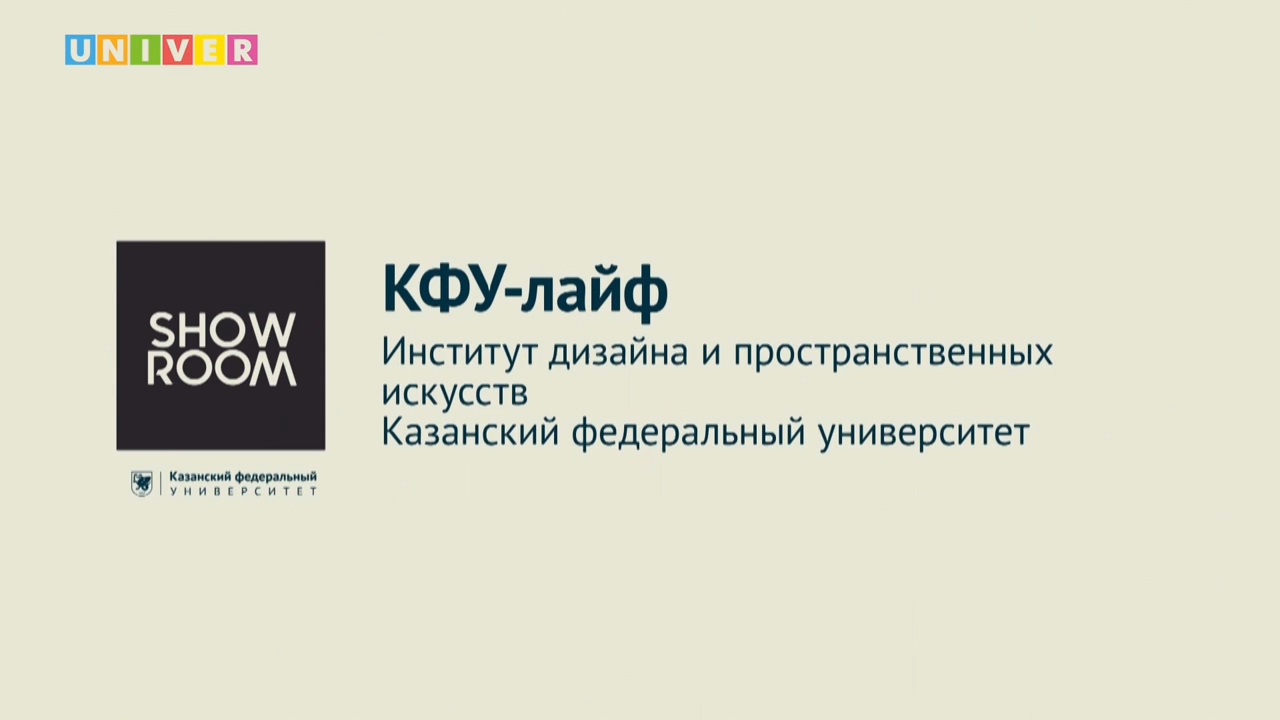 UNIVER
SHOW
ROOM
Казанский федеральный
УНИВЕРСИТЕТ
КФУ-лайф
Институт дизайна и пространственных
искусств
Казанский федеральный университет